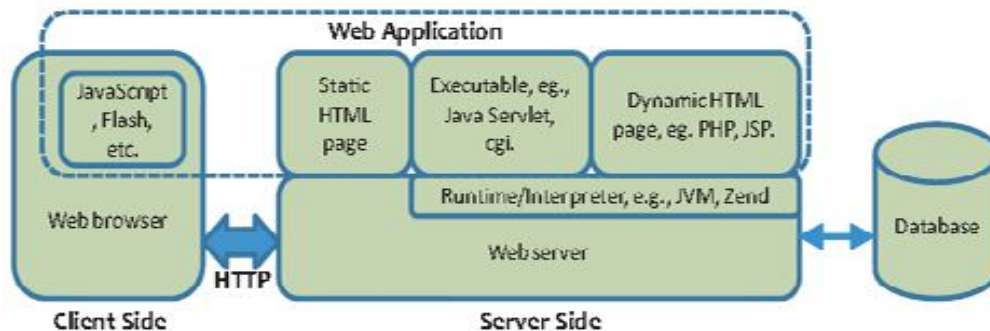 Web Application
JavaScript
, Flash,
etc.
Static
HTML
page
Executable, eg.,
Java Servlet,
cgi.
Dynamic HTML
page, eg. PHP, JSP.
Runtime/Interpreter, e.g., JVM, Zend
Web browser
HTTP
Web server
Database
Client Side
Server Side